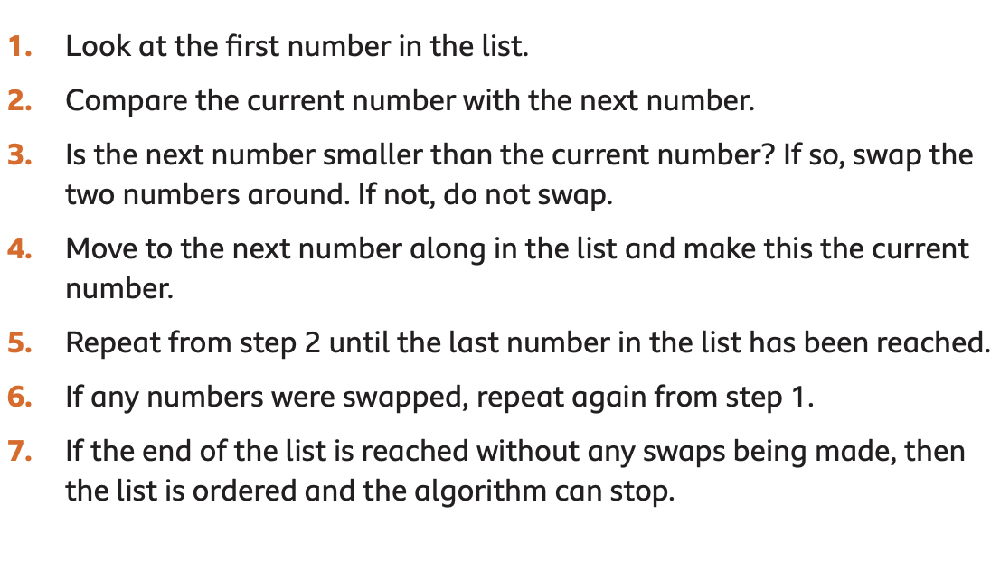 1. Look at the first number in the list.
2. Compare the current number with the next number.
3. Is the next number smaller than the current number? If so, swap the
two numbers around. If not, do not swap.
4. Move to the next number along in the list and make this the current
number.
5. Repeat from step 2 until the last number in the list has been reached.
6. If any numbers were swapped, repeat again from step 1.
7. If the end of the list is reached without any swaps being made, then
the list is ordered and the algorithm can stop.